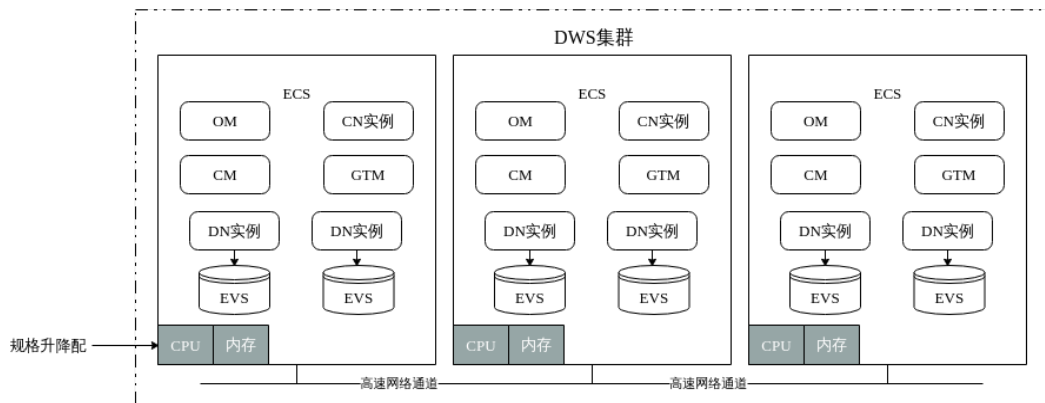 DWS集群
ECS ECS ECS
OM CN实例 OM CN实例 OM CN实例
CM GTM CM GTM CM GTM
DN实例 DN实例 DN实例 DN实例 DN实例 DN实例
EVS EVS EVS EVS EVS EVS
规格升降配 CPU 内存 CPU 内存 CPU 内存
高速网络通道 高速网络通道